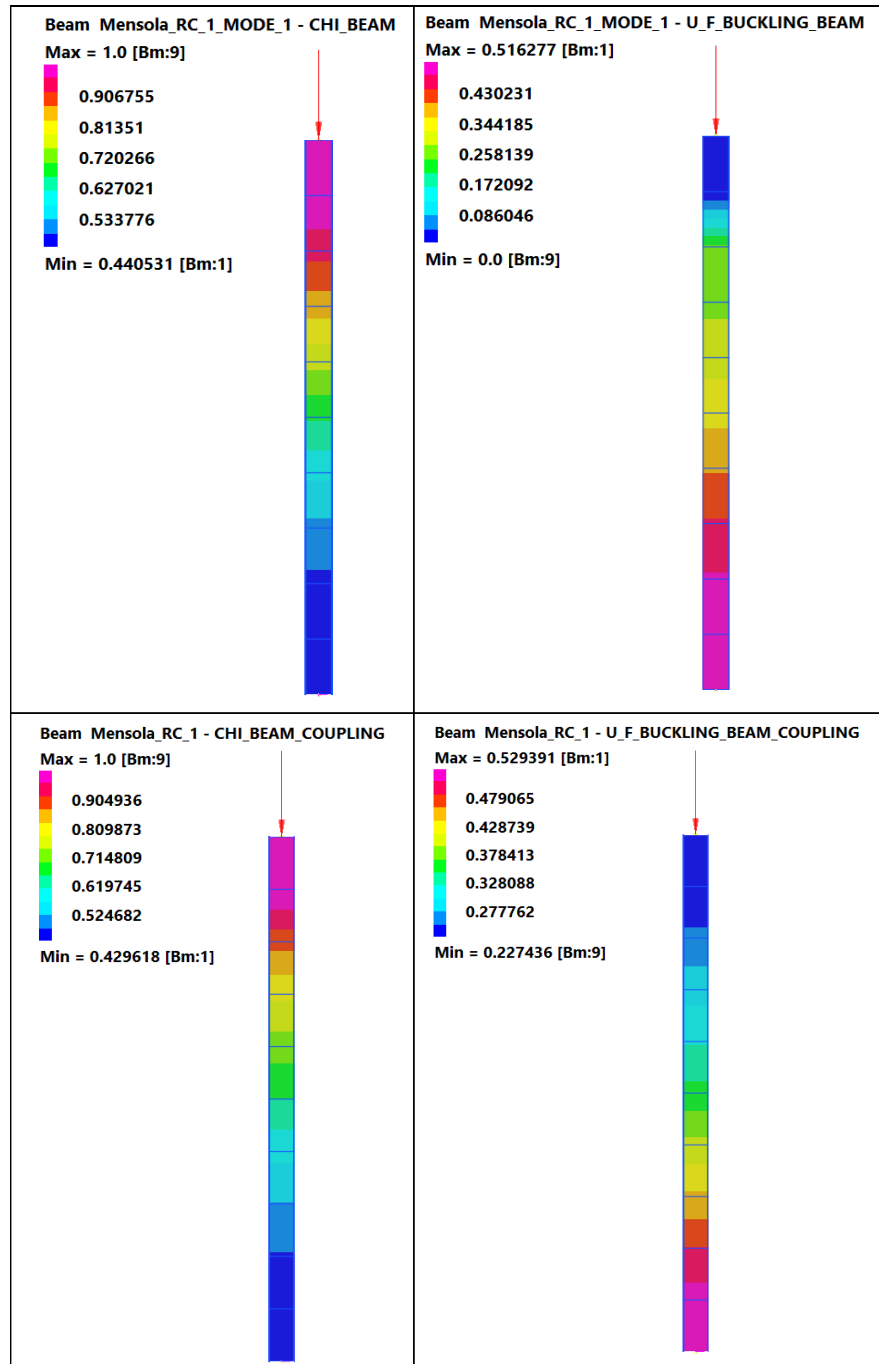 Beam Mensola_RC_1_MODE_1 - CHI_BEAM
Max = 1.0 [Bm:9]
0.906755
0.81351
0.720266
0.627021
0.533776
Min = 0.440531 [Bm:1]
Beam Mensola_RC_1_MODE_1 - U_F_BUCKLING_BEAM
Max = 0.516277 [Bm:1]
0.430231
0.344185
0.258139
0.172092
0.086046
Min = 0.0 [Bm:9]
Beam Mensola_RC_1 - CHI_BEAM_COUPLING
Max = 1.0 [Bm:9]
0.904936
0.809873
0.714809
0.619745
0.524682
Min = 0.429618 [Bm:1]
Beam Mensola_RC_1 - U_F_BUCKLING_BEAM_COUPLING
Max = 0.529391 [Bm:1]
0.479065
0.428739
0.378413
0.328088
0.277762
Min = 0.227436 [Bm:9]